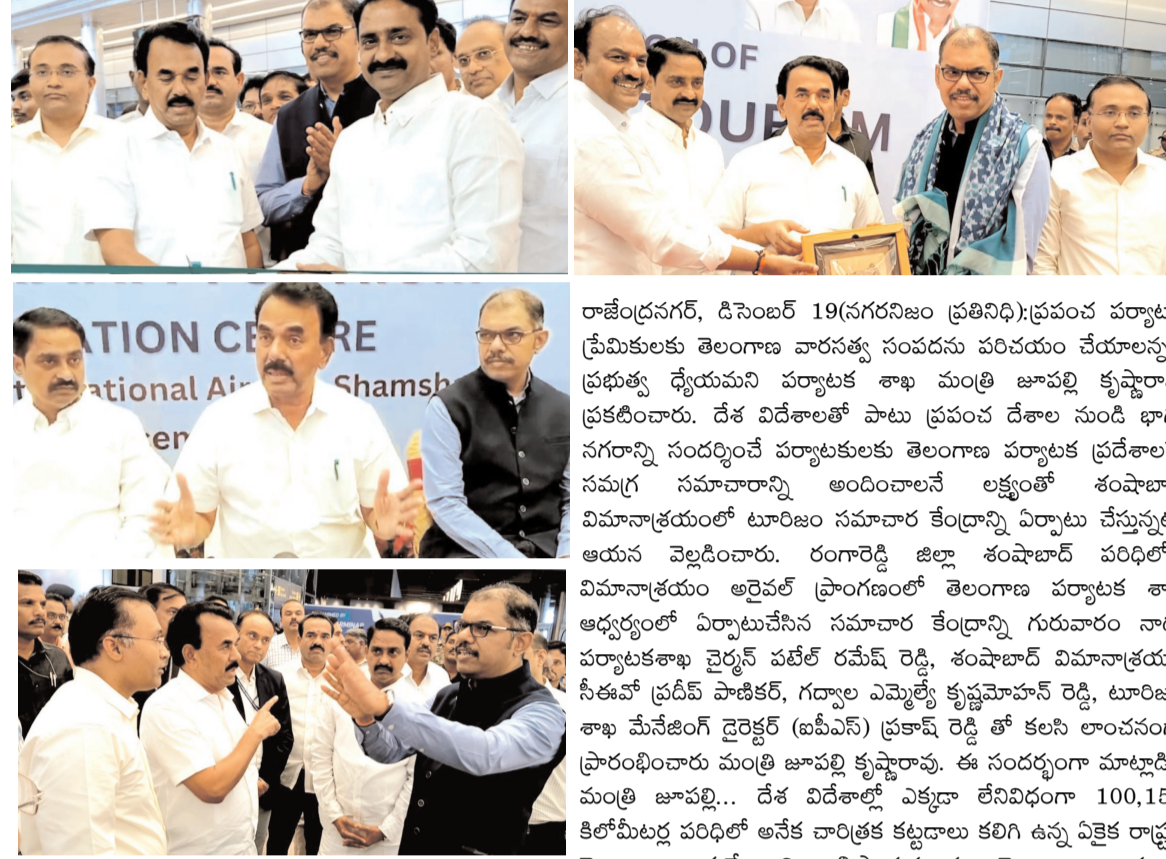 ON OF
OURISM
ATION CENTRE
International Air Shamsh
cen
రాజేంద్రనగర్, డిసెంబర్ 19(నగరనిజం ప్రతినిధి):ప్రపంచ పర్యాట
ప్రేమికులకు తెలంగాణ వారసత్వ సంపదను పరిచయం చేయాలన్న
ప్రభుత్వ ధ్యేయమని పర్యాటక శాఖ మంత్రి జూపల్లి కృష్ణారా
ప్రకటించారు. దేశ విదేశాలతో పాటు ప్రపంచ దేశాల నుండి భా
నగరాన్ని సందర్శించే పర్యాటకులకు తెలంగాణ పర్యాటక ప్రదేశాల
సమగ్ర సమాచారాన్ని అందించాలనే లక్ష్యంతో శంషాబా
విమానాశ్రయంలో టూరిజం సమాచార కేంద్రాన్ని ఏర్పాటు చేస్తున్న
ఆయన వెల్లడించారు. రంగారెడ్డి జిల్లా శంషాబాద్ పరిధిలో
విమానాశ్రయం అరైవల్ ప్రాంగణంలో తెలంగాణ పర్యాటక శా
ఆధ్వర్యంలో ఏర్పాటుచేసిన సమాచార కేంద్రాన్ని గురువారం నా
పర్యాటకశాఖ చైర్మన్ పటేల్ రమేష్ రెడ్డి, శంషాబాద్ విమానాశ్రయ
సీఈవో ప్రదీప్ పాణికర్, గద్వాల ఎమ్మెల్యే కృష్ణమోహన్ రెడ్డి, టూరిజ
శాఖ మేనేజింగ్ డైరెక్టర్ (ఐపీఎస్) ప్రకాష్ రెడ్డి తో కలసి లాంచనం
ప్రారంభించారు మంత్రి జూపల్లి కృష్ణారావు. ఈ సందర్భంగా మాట్లాడి
మంత్రి జూపల్లి... దేశ విదేశాల్లో ఎక్కడా లేనివిధంగా 100,15
కిలోమీటర్ల పరిధిలో అనేక చారిత్రక కట్టడాలు కలిగి ఉన్న ఏకైక రాష్ట్ర